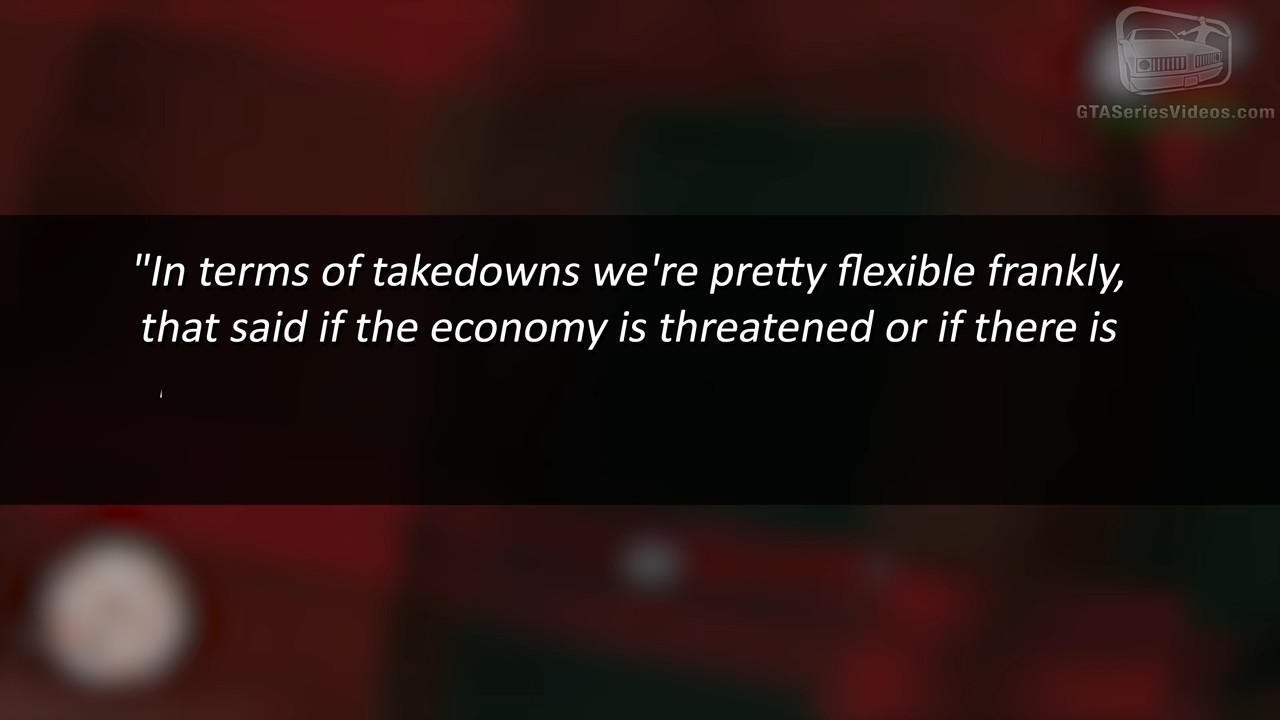 GTASeriesVideos.com
"In terms of takedowns we're pretty flexible frankly,
that said if the economy is threatened or if there is